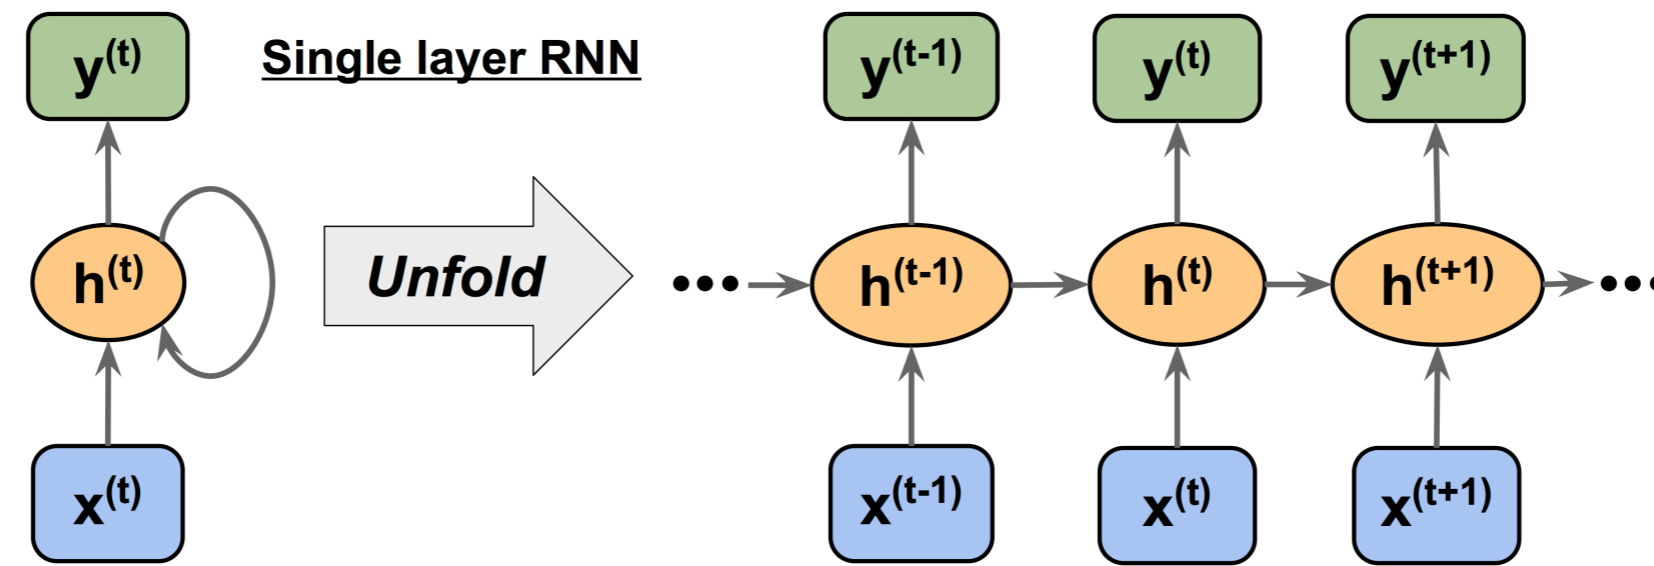 y(t)
Single layer RNN
y(t-1)
y(t)
y(t+1)
h(t)
Unfold
•••
h(t-1)
h(t)
h(t+1)
•••
x(t)
x(t-1)
x(t)
x(t+1)